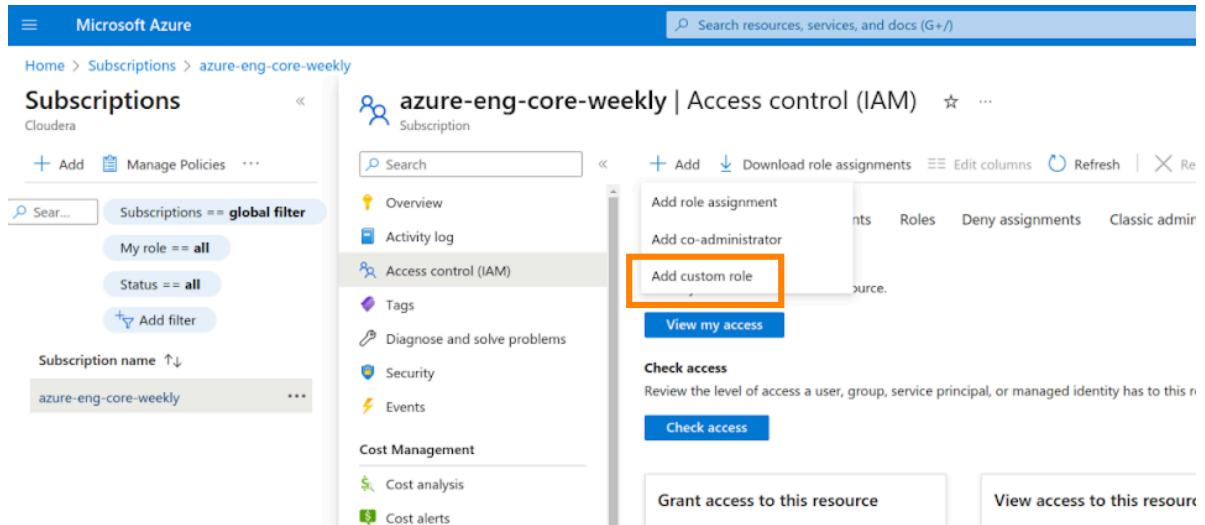 Microsoft Azure
Search resources, services, and docs (G+/)
Home > Subscriptions > azure-eng-core-weekly
Subscriptions
Cloudera
Add
Manage Policies
Sear...
Subscriptions == global filter
My role == all
Status == all
Add filter
Subscription name
azure-eng-core-weekly
azure-eng-core-weekly | Access control (IAM)
Subscription
Search
Overview
Activity log
Access control (IAM)
Tags
Diagnose and solve problems
Security
Events
Cost Management
Cost analysis
Cost alerts
Add
Download role assignments
Edit columns
Refresh
Re
Add role assignment
Add co-administrator
Add custom role
nts
Roles
Deny assignments
Classic admin
ource.
View my access
Check access
Review the level of access a user, group, service principal, or managed identity has to this
Check access
Grant access to this resource
View access to this resourc